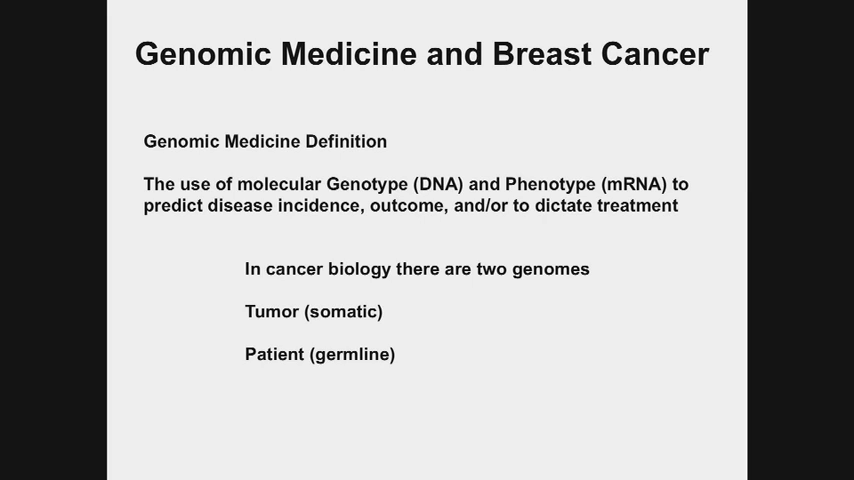 Genomic Medicine and Breast Cancer
Genomic Medicine Definition
The use of molecular Genotype (DNA) and Phenotype (mRNA) to
predict disease incidence, outcome, and/or to dictate treatment
In cancer biology there are two genomes
Tumor (somatic)
Patient (germline)